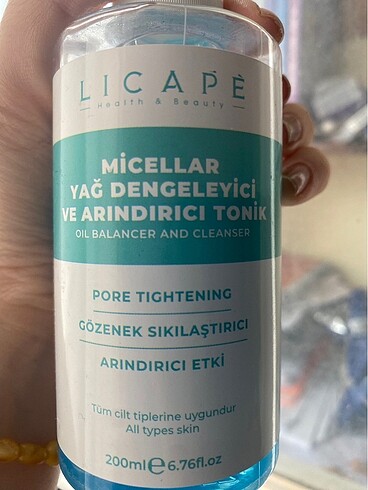 LICAPÈ
Health & Beauty
MİCELLAR
YAĞ DENGELEYİCİ
VE ARINDIRICI TONİK
OIL BALANCER AND CLEANSER
PORE TIGHTENING
GÖZENEK SIKILAŞTIRICI
ARINDIRICI ETKİ
Tüm cilt tiplerine uygundur
All types skin
200ml℮6.76fl.oz